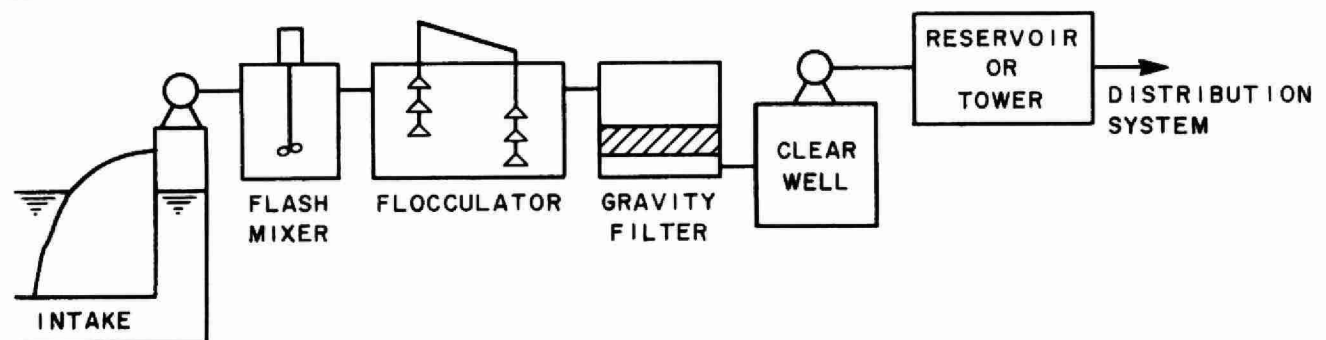 RESERVOIR
OR
TOWER
DISTRIBUTION
SYSTEM
CLEAR
WELL
FLASH
MIXER
FLOCCULATOR
GRAVITY
FILTER
INTAKE